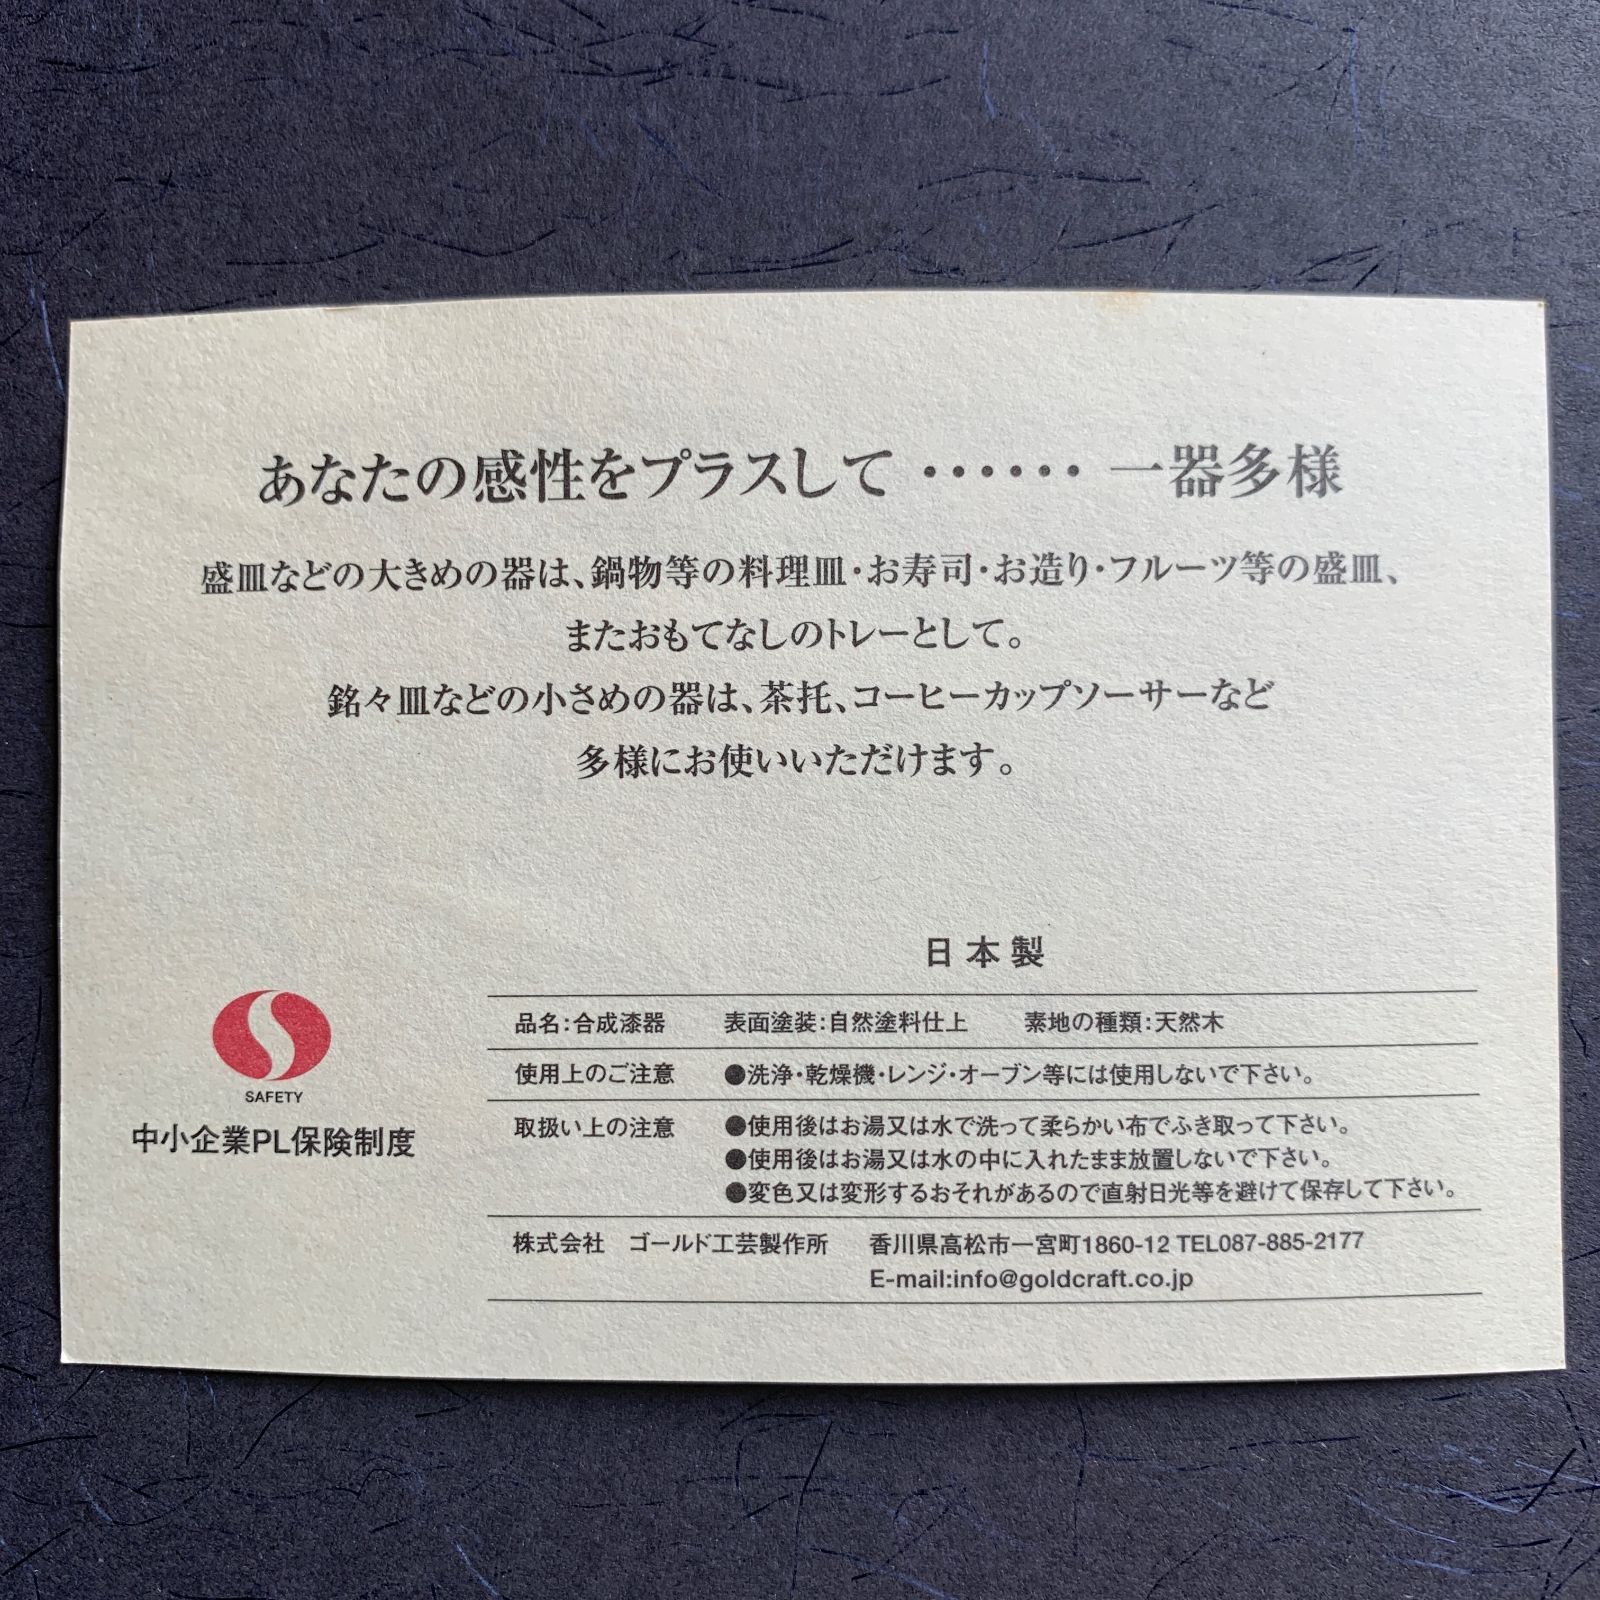 あなたの感性をプラスして ・・・・・・ 一器多様
盛皿などの大きめの器は、鍋物等の料理皿・お寿司・お造り・フルーツ等の盛皿、
またおもてなしのトレーとして。
銘々皿などの小さめの器は、茶托、コーヒーカップソーサーなど
多様にお使いいただけます。
日本製
品名：合成漆器 表面塗装：自然塗料仕上 素地の種類：天然木
使用上のご注意 ●洗浄・乾燥機・レンジ・オーブン等には使用しないで下さい。
取扱い上の注意 ●使用後はお湯又は水で洗って柔らかい布でふき取って下さい。
●使用後はお湯又は水の中に入れたまま放置しないで下さい。
●変色又は変形するおそれがあるので直射日光等を避けて保存して下さい。
株式会社 ゴールド工芸製作所 香川県高松市一宮町1860-12 TEL087-885-2177
E-mail:info@goldcraft.co.jp
SAFETY
中小企業PL保険制度